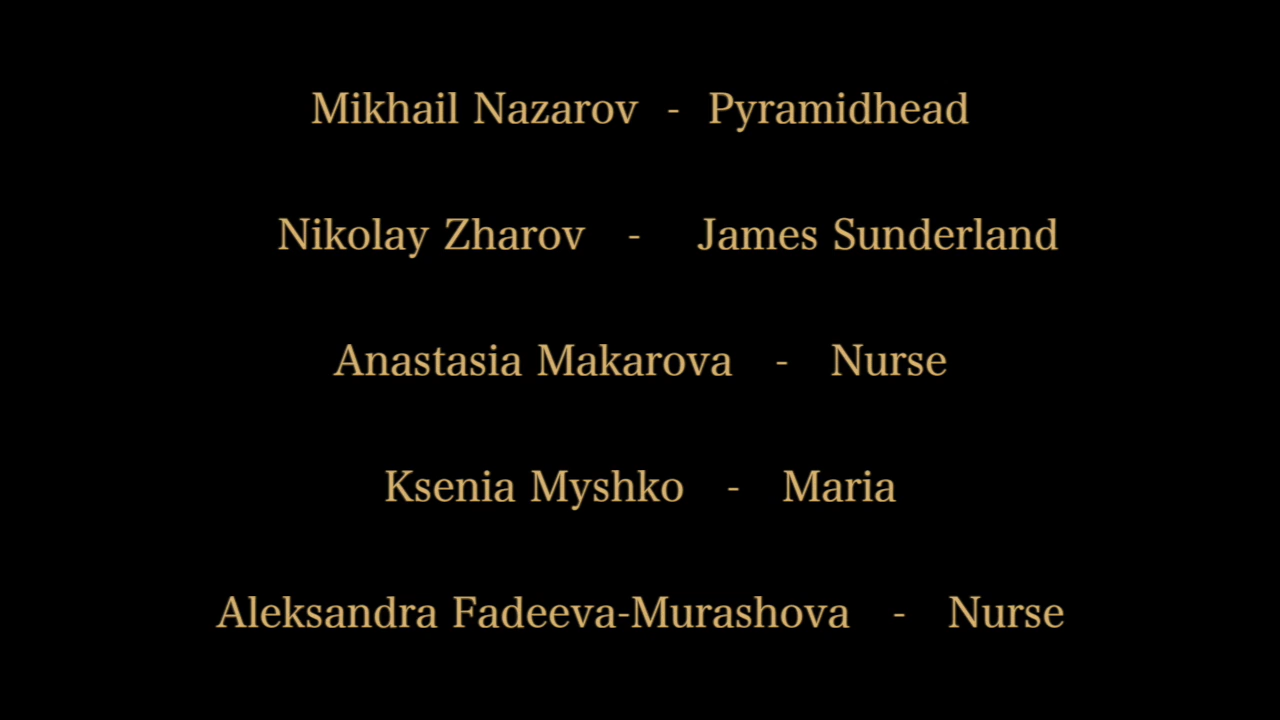 Mikhail Nazarov - Pyramidhead
Nikolay Zharov - James Sunderland
Anastasia Makarova - Nurse
Ksenia Myshko - Maria
Aleksandra Fadeeva-Murashova - Nurse